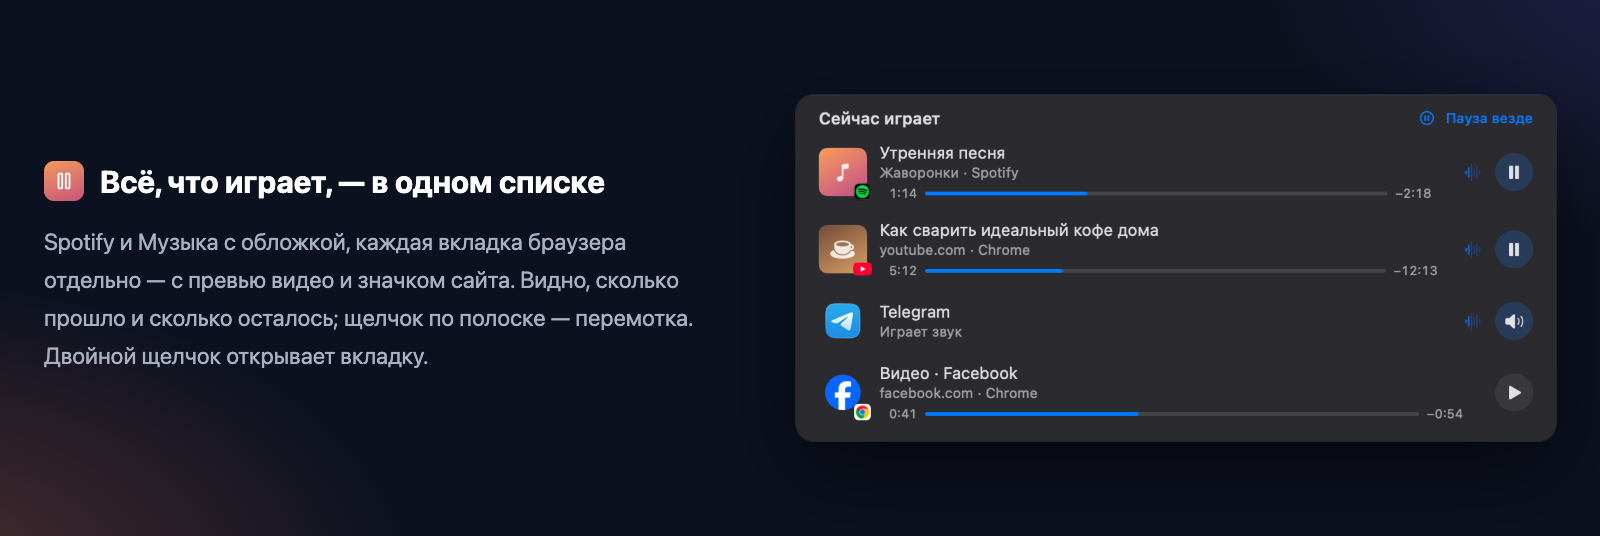 Всё, что играет, — в одном списке
Spotify и Музыка с обложкой, каждая вкладка браузера
отдельно — с превью видео и значком сайта. Видно, сколько
прошло и сколько осталось; щелчок по полоске — перемотка.
Двойной щелчок открывает вкладку.
Сейчас играет
Пауза везде
Утренняя песня
Жаворонки · Spotify
1:14
−2:18
Как сварить идеальный кофе дома
youtube.com · Chrome
5:12
−12:13
Telegram
Играет звук
Видео · Facebook
facebook.com · Chrome
0:41
−0:54